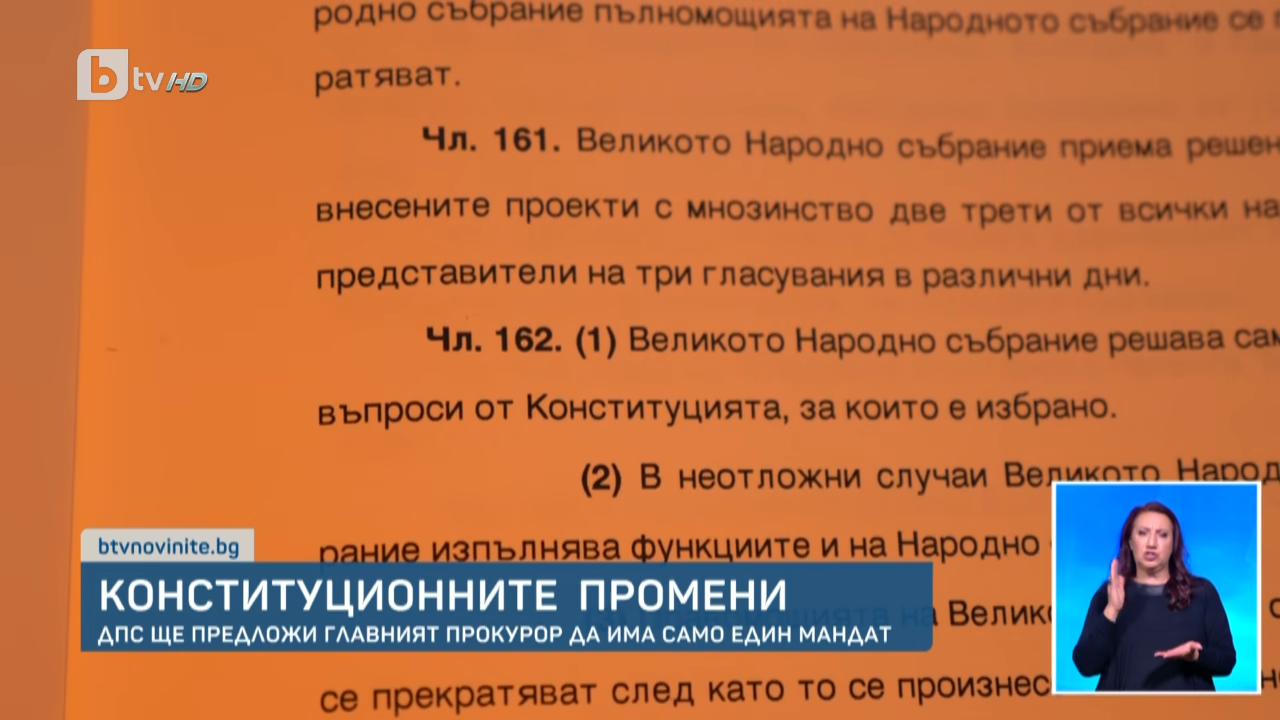 родно събрание пълномощията на Народното събрание се
ратяват.
btv HD
Чл. 161. Великото Народно събрание приема решен
внесените проекти с мнозинство две трети от всички на
представители на три гласувания в различни дни.
Чл. 162. (1) Великото Народно събрание решава сам
въпроси от Конституцията, за които е избрано.
(2) В неотложни случаи Великото Народ
рание изпълнява функциите и на Народно
btvnovinite.bg
КОНСТИТУЦИОННИТЕ ПРОМЕНИ
ДПС ЩЕ ПРЕДЛОЖИ ГЛАВНИЯТ ПРОКУРОР ДА ИМА САМО ЕДИН МАНДАТ
Велико
се прекратяват след като то се произнес